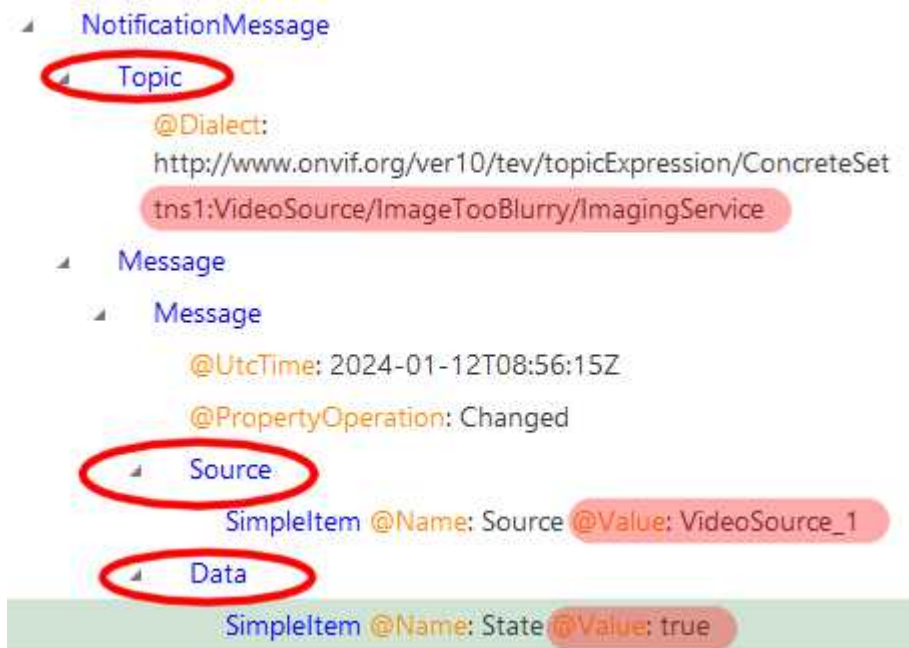 NotificationMessage
Topic
@Dialect:
http://www.onvif.org/ver10/tev/topicExpression/ConcreteSet
tns1:VideoSource/ImageTooBlurry/ImagingService
Message
Message
@UtcTime: 2024-01-12T08:56:15Z
@PropertyOperation: Changed
Source
SimpleItem @Name: Source @Value: VideoSource_1
Data
SimpleItem @Name: State @Value: true